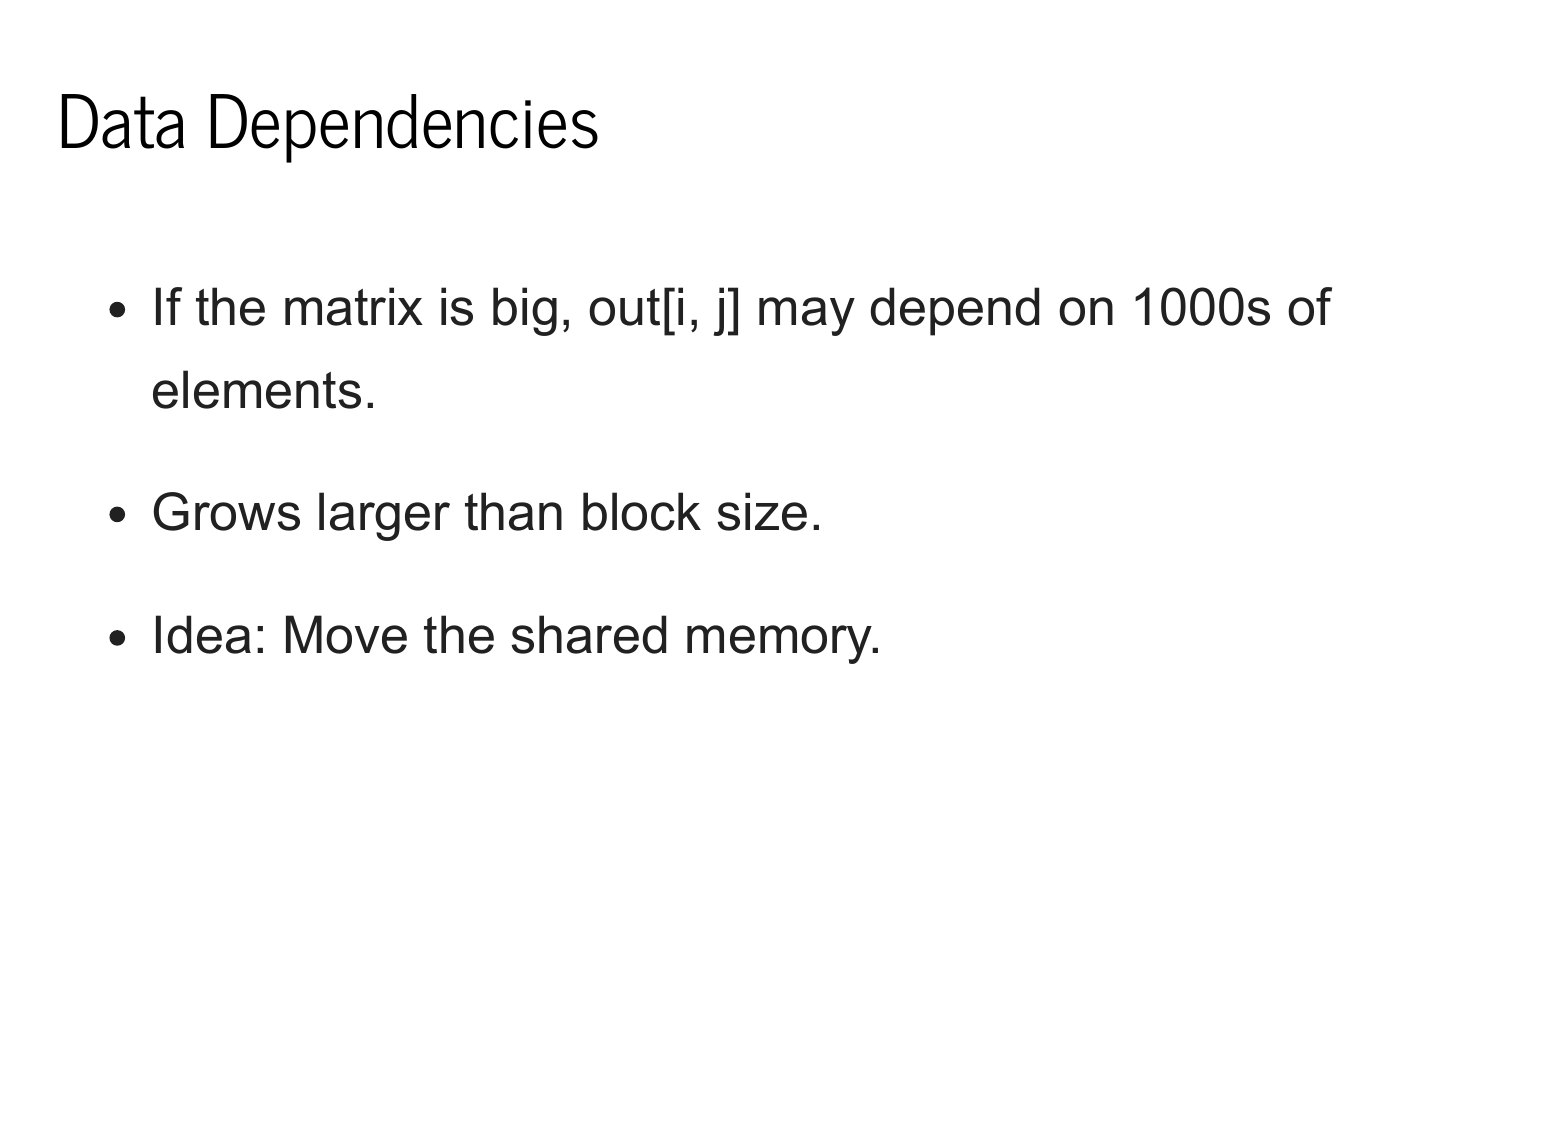 Data Dependencies
• If the matrix is big, out[i, j] may depend on 1000s of
elements.
• Grows larger than block size.
• Idea: Move the shared memory.